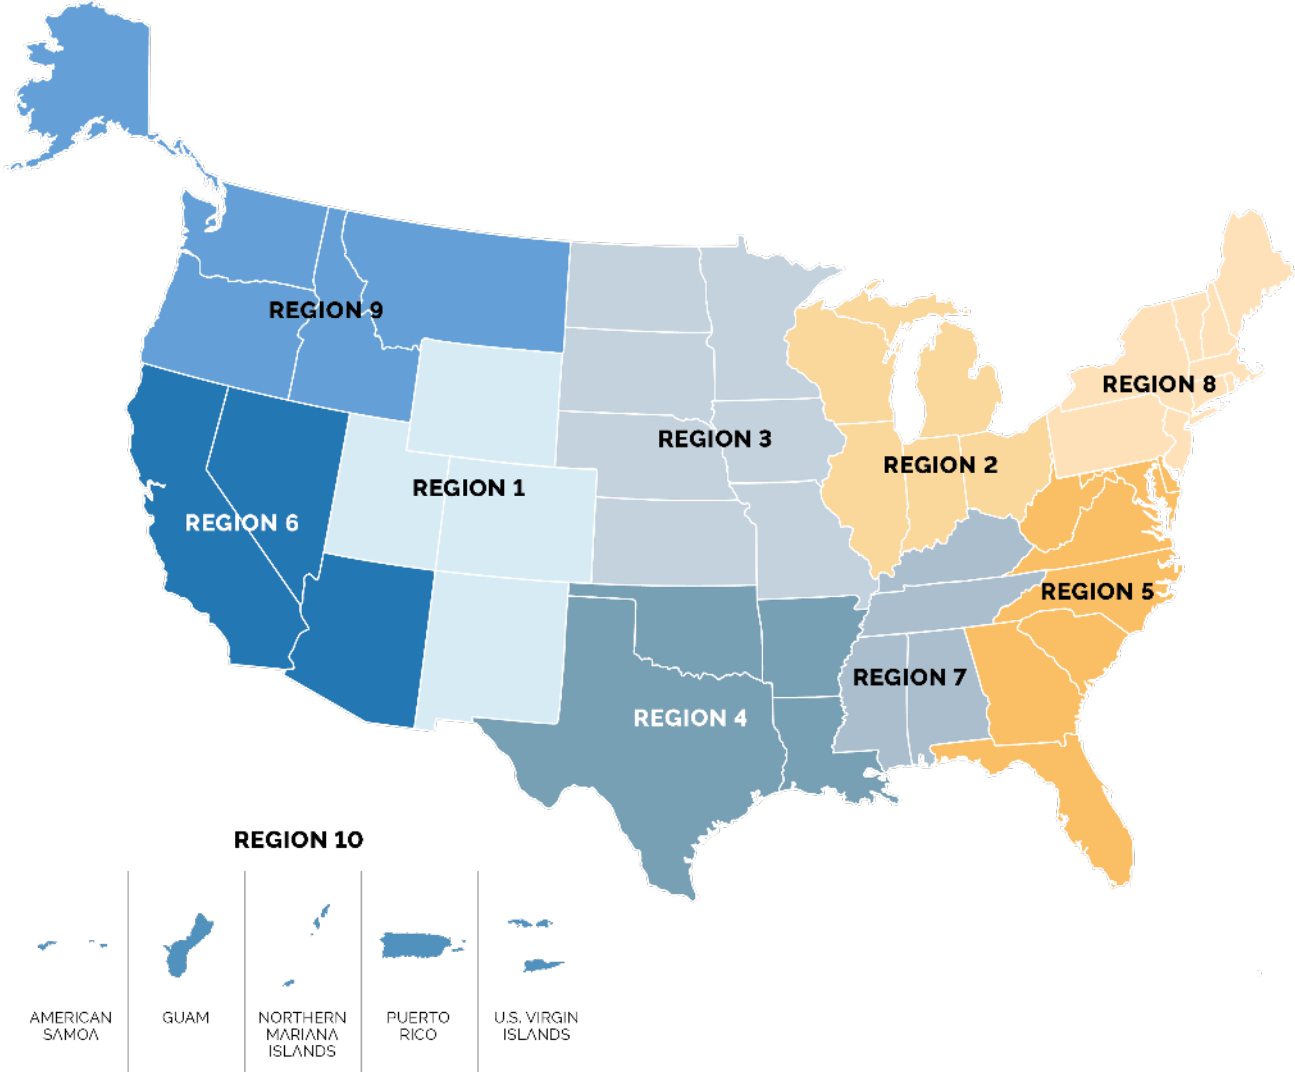 REGION 9
REGION 8
REGION 3
REGION 2
REGION 1
REGION 6
REGION 5
REGION 7
REGION 4
REGION 10
AMERICAN
SAMOA
GUAM
NORTHERN
MARIANA
ISLANDS
PUERTO
RICO
U.S. VIRGIN
ISLANDS